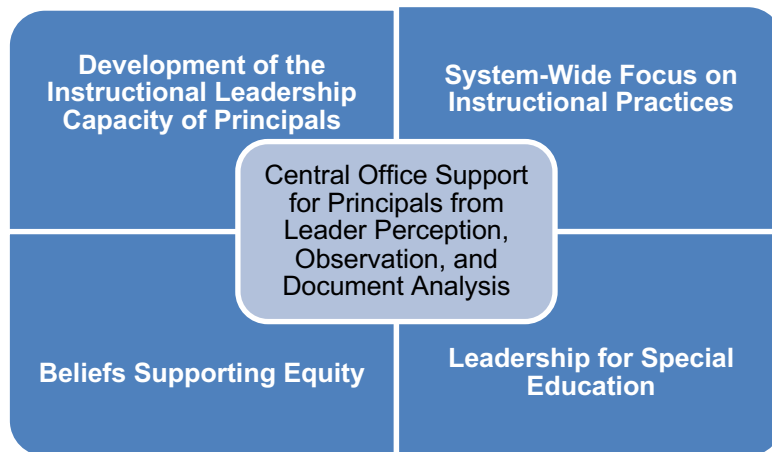 Development of the
Instructional Leadership
Capacity of Principals
System-Wide Focus on
Instructional Practices
Central Office Support
for Principals from
Leader Perception,
Observation, and
Document Analysis
Beliefs Supporting Equity
Leadership for Special
Education